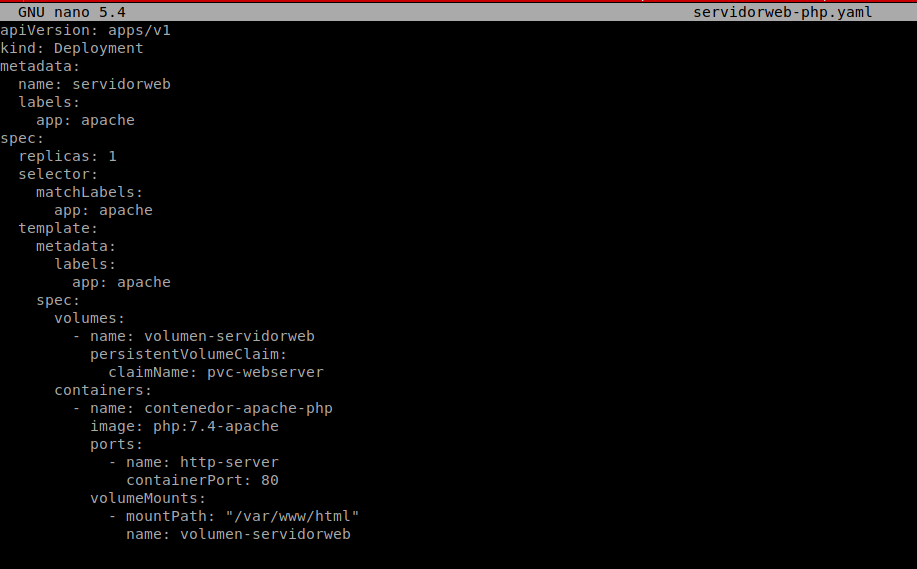 GNU nano 5.4 servidorweb-php.yaml
apiVersion: apps/v1
kind: Deployment
metadata:
  name: servidorweb
  labels:
    app: apache
spec:
  replicas: 1
  selector:
    matchLabels:
      app: apache
  template:
    metadata:
      labels:
        app: apache
    spec:
      volumes:
        - name: volumen-servidorweb
          persistentVolumeClaim:
            claimName: pvc-webserver
      containers:
        - name: contenedor-apache-php
          image: php:7.4-apache
          ports:
            - name: http-server
              containerPort: 80
          volumeMounts:
            - mountPath: "/var/www/html"
              name: volumen-servidorweb